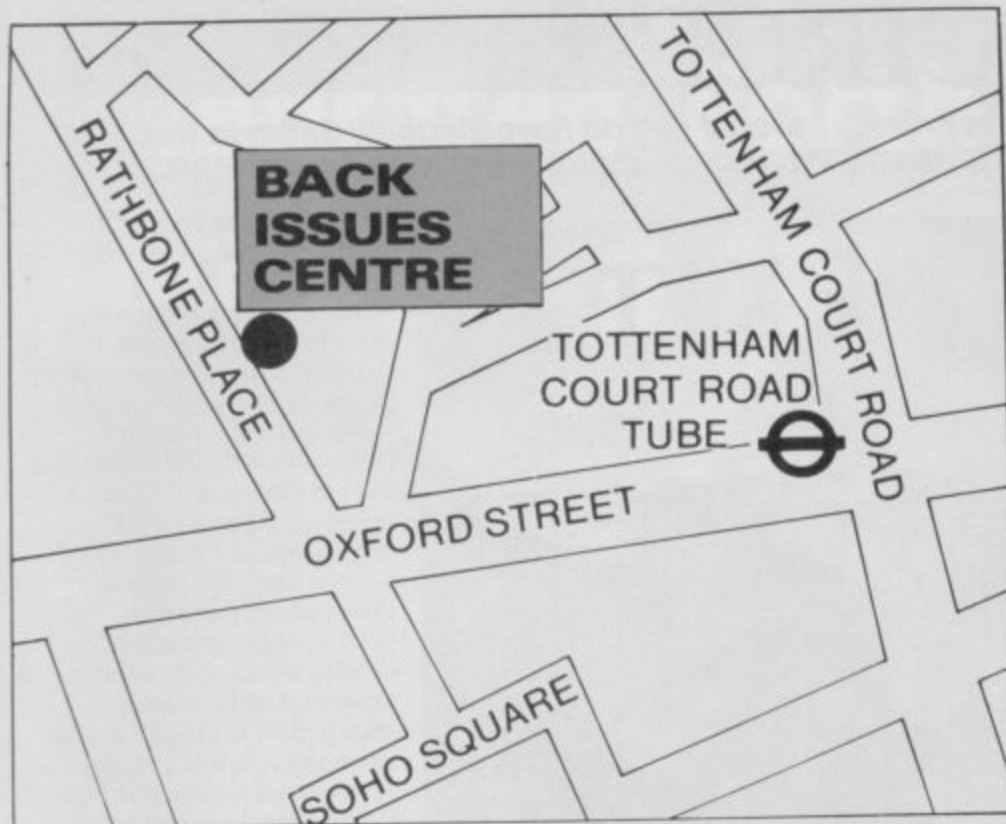 RATHBONE PLACE
BACK
ISSUES
CENTRE
TOTTENHAM COURT ROAD
TOTTENHAM
COURT ROAD
TUBE
OXFORD STREET
SOHO SQUARE